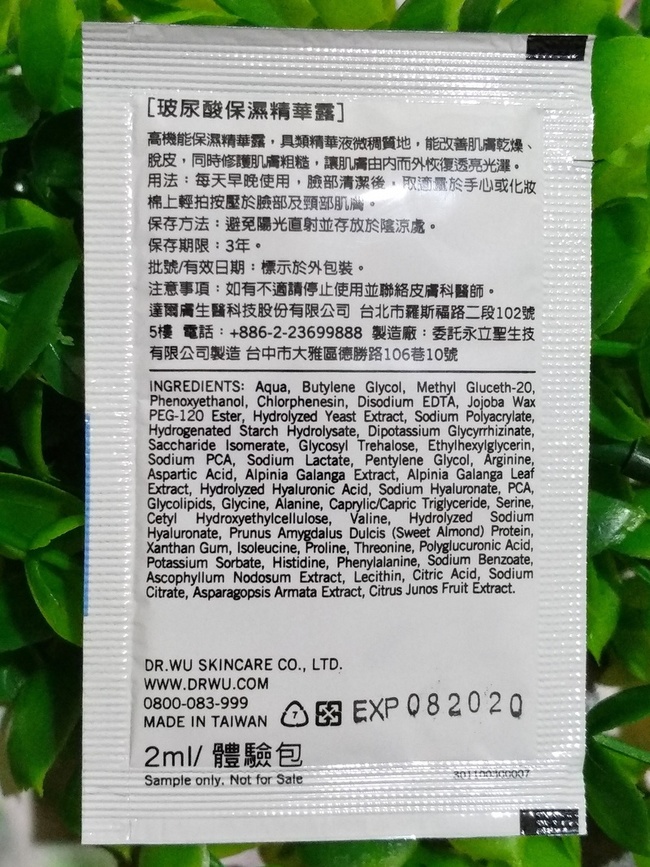 [玻尿酸保濕精華露]
高機能保濕精華露，具類精華液微稠質地，能改善肌膚乾燥、
脫皮，同時修護肌膚粗糙，讓肌膚由內而外恢復透亮光澤。
用法：每天早晚使用，臉部清潔後，取適量於手心或化妝
棉上輕拍按壓於臉部及頸部肌膚。
保存方法：避免陽光直射並存放於陰涼處。
保存期限：3年。
批號/有效日期：標示於外包裝。
注意事項：如有不適請停止使用並聯絡皮膚科醫師。
達爾膚生醫科技股份有限公司 台北市羅斯福路二段102號
5樓 電話：+886-2-23699888 製造廠：委託永立聖生技
有限公司製造 台中市大雅區德勝路106巷10號
INGREDIENTS: Aqua, Butylene Glycol, Methyl Gluceth-20,
Phenoxyethanol, Chlorphenesin, Disodium EDTA, Jojoba Wax
PEG-120 Ester, Hydrolyzed Yeast Extract, Sodium Polyacrylate,
Hydrogenated Starch Hydrolysate, Dipotassium Glycyrrhizinate,
Saccharide Isomerate, Glycosyl Trehalose, Ethylhexylglycerin,
Sodium PCA, Sodium Lactate, Pentylene Glycol, Arginine,
Aspartic Acid, Alpinia Galanga Extract, Alpinia Galanga Leaf
Extract, Hydrolyzed Hyaluronic Acid, Sodium Hyaluronate, PCA,
Glycolipids, Glycine, Alanine, Caprylic/Capric Triglyceride, Serine,
Cetyl Hydroxyethylcellulose, Valine, Hydrolyzed Sodium
Hyaluronate, Prunus Amygdalus Dulcis (Sweet Almond) Protein,
Xanthan Gum, Isoleucine, Proline, Threonine, Polyglucuronic Acid,
Potassium Sorbate, Histidine, Phenylalanine, Sodium Benzoate,
Ascophyllum Nodosum Extract, Lecithin, Citric Acid, Sodium
Citrate, Asparagopsis Armata Extract, Citrus Junos Fruit Extract.
DR.WU SKINCARE CO., LTD.
WWW.DRWU.COM
0800-083-999
MADE IN TAIWAN 7 EXP 082020
2ml/ 體驗包
Sample only. Not for Sale